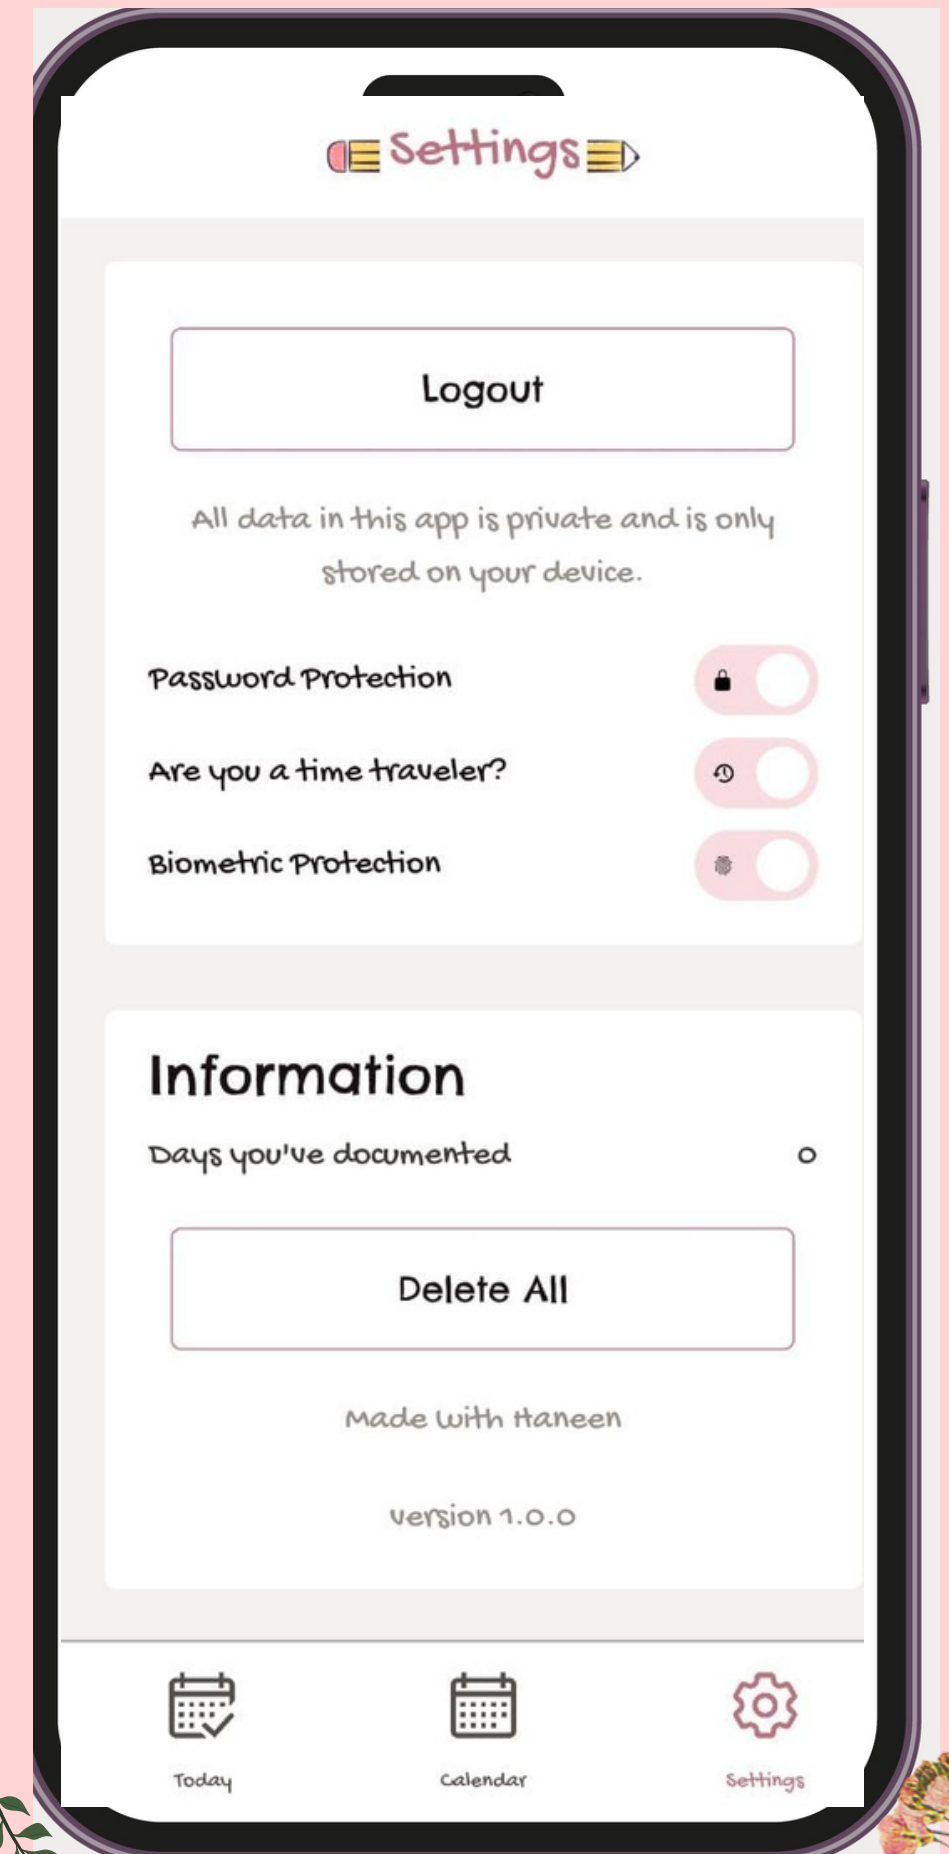 Settings
Logout
All data in this app is private and is only
stored on your device.
Password Protection
Are you a time traveler?
Biometric Protection
Information
Days you've documented 0
Delete All
Made with Haneen
version 1.0.0
Today Calendar Settings